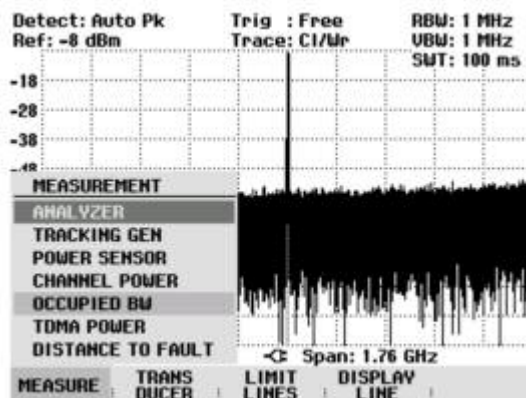 Detect: Auto Pk Trig : Free RBW: 1 MHz
Ref: -8 dBm Trace: Cl/Wr VBW: 1 MHz
SWT: 100 ms
-18
-28
-38
-48
MEASUREMENT
ANALYZER
TRACKING GEN
POWER SENSOR
CHANNEL POWER
OCCUPIED BW
TDMA POWER
DISTANCE TO FAULT
Span: 1.76 GHz
MEASURE TRANS DUCER LIMIT LINES DISPLAY LINE